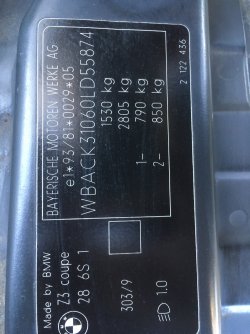 BAYERISCHE MOTOREN WERKE AG
e1*93/81*0029*05
WBACK31060LD55874
1530 kg
2805 kg
1- 790 kg
2- 850 kg
2 122 436
Made by BMW
Z3 coupe
28 6S 1
303/9
1.0